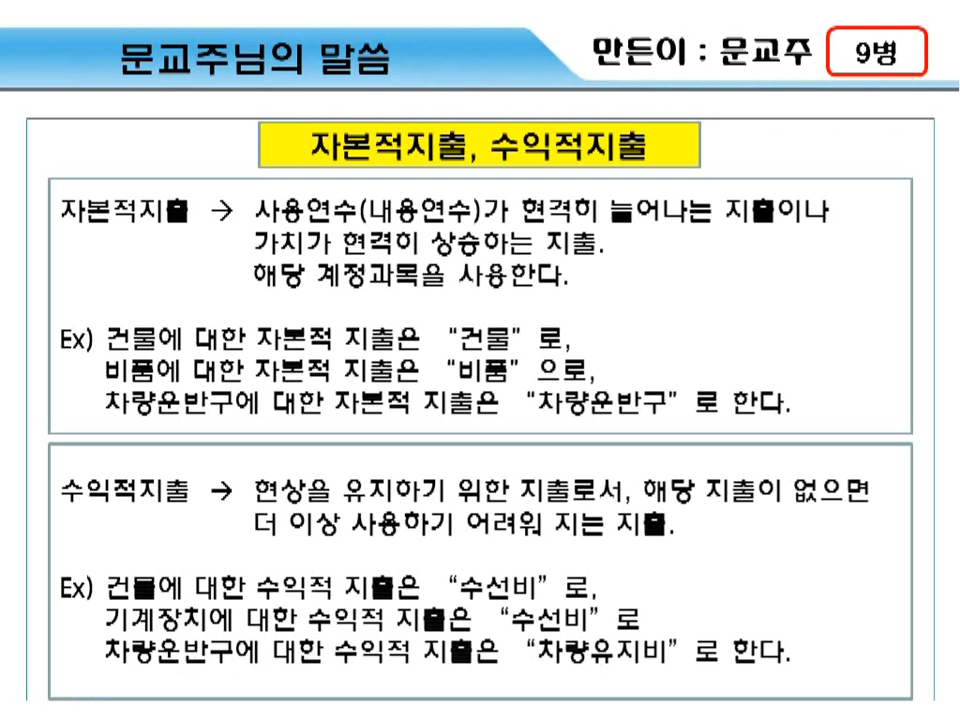 문교주님의 말씀
만든이 : 문교주
9병
자본적지출, 수익적지출
자본적지출 → 사용연수(내용연수)가 현격히 늘어나는 지출이나
가치가 현격히 상승하는 지출.
해당 계정과목을 사용한다.
Ex) 건물에 대한 자본적 지출은 “건물” 로,
비품에 대한 자본적 지출은 “비품” 으로,
차량운반구에 대한 자본적 지출은 “차량운반구” 로 한다.
수익적지출 → 현상을 유지하기 위한 지출로서, 해당 지출이 없으면
더 이상 사용하기 어려워 지는 지출.
Ex) 건물에 대한 수익적 지출은 “수선비” 로,
기계장치에 대한 수익적 지출은 “수선비” 로
차량운반구에 대한 수익적 지출은 “차량유지비” 로 한다.